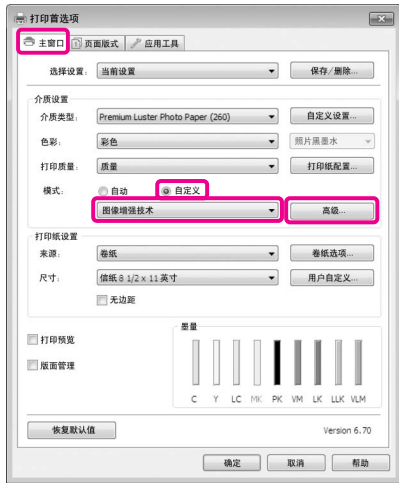 打印首选项
主窗口 页面版式 应用工具
选择设置: 当前设置 保存/删除...
介质设置
介质类型: Premium Luster Photo Paper (260) 自定义设置...
色彩: 彩色 照片黑墨水
打印质量: 质量 打印纸配置...
模式: 自动 自定义
图像增强技术 高级...
打印纸设置
来源: 卷纸 卷纸选项...
尺寸: 信纸 8 1/2 x 11 英寸 用户自定义...
无边距
墨量
打印预览
版面管理
C Y LC MK PK VM LK LLK VLM
恢复默认值 Version 6.70
确定 取消 帮助